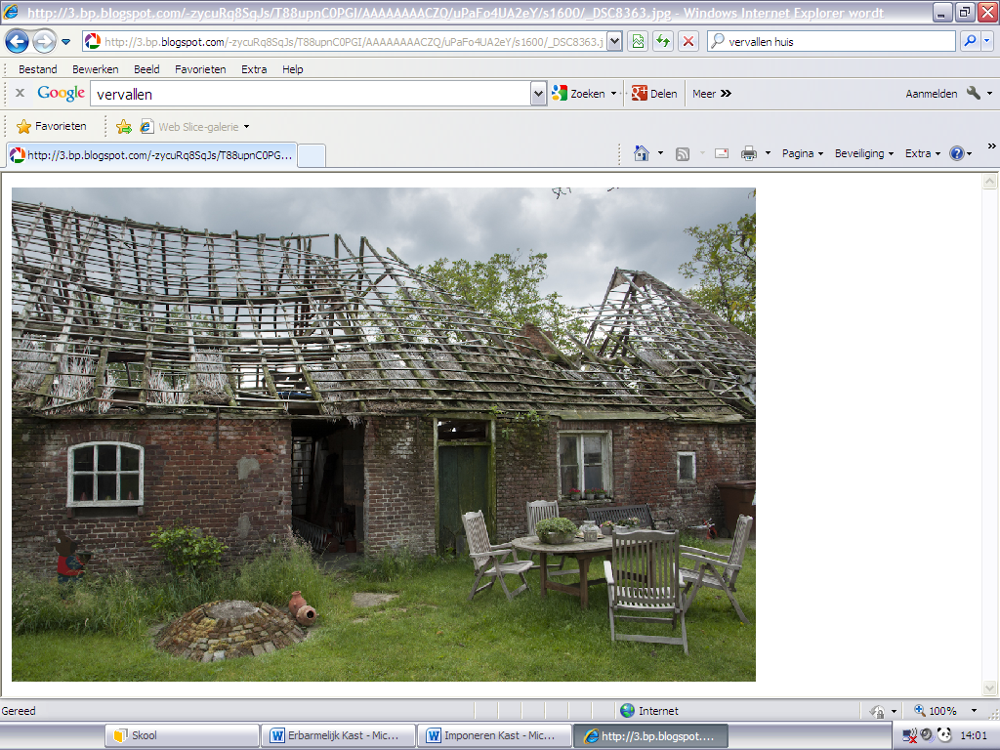 http://3.bp.blogspot.com/-zycuRq8SqJs/T88upnC0PGI/AAAAAAAACZQ/uPaFo4UA2eY/s1600/_DSC8363.jpg - Windows Internet Explorer wordt
http://3.bp.blogspot.com/-zycuRq8SqJs/T88upnC0PGI/AAAAAAAACZQ/uPaFo4UA2eY/s1600/_DSC8363.j
vervallen huis
Bestand Bewerken Beeld Favorieten Extra Help
x Google vervallen Zoeken Delen Meer » Aanmelden
Favorieten Web Slice-galerie
http://3.bp.blogspot.com/-zycuRq8SqJs/T88upnC0PG... Pagina Beveiliging Extra »
Gereed Internet 100%
Skool Erbarmelijk Kast - Mic... Imponeren Kast - Mic... http://3.bp.blogspot.... 14:01